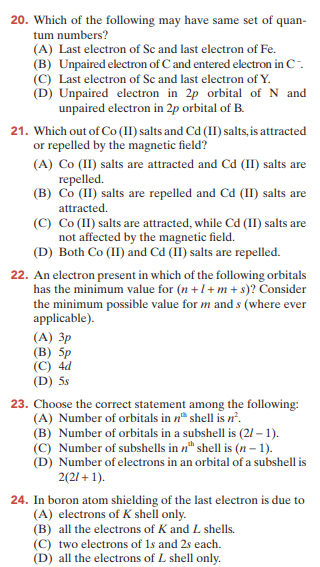 20. Which of the following may have same set of quan-
tum numbers?
(A) Last electron of Sc and last electron of Fe.
(B) Unpaired electron of C and entered electron in C⁻.
(C) Last electron of Sc and last electron of Y.
(D) Unpaired electron in 2p orbital of N and
unpaired electron in 2p orbital of B.
21. Which out of Co (II) salts and Cd (II) salts, is attracted
or repelled by the magnetic field?
(A) Co (II) salts are attracted and Cd (II) salts are
repelled.
(B) Co (II) salts are repelled and Cd (II) salts are
attracted.
(C) Co (II) salts are attracted, while Cd (II) salts are
not affected by the magnetic field.
(D) Both Co (II) and Cd (II) salts are repelled.
22. An electron present in which of the following orbitals
has the minimum value for (n + l + m + s)? Consider
the minimum possible value for m and s (where ever
applicable).
(A) 3p
(B) 5p
(C) 4d
(D) 5s
23. Choose the correct statement among the following:
(A) Number of orbitals in nᵗʰ shell is n².
(B) Number of orbitals in a subshell is (2l – 1).
(C) Number of subshells in nᵗʰ shell is (n – 1).
(D) Number of electrons in an orbital of a subshell is
2(2l + 1).
24. In boron atom shielding of the last electron is due to
(A) electrons of K shell only.
(B) all the electrons of K and L shells.
(C) two electrons of 1s and 2s each.
(D) all the electrons of L shell only.